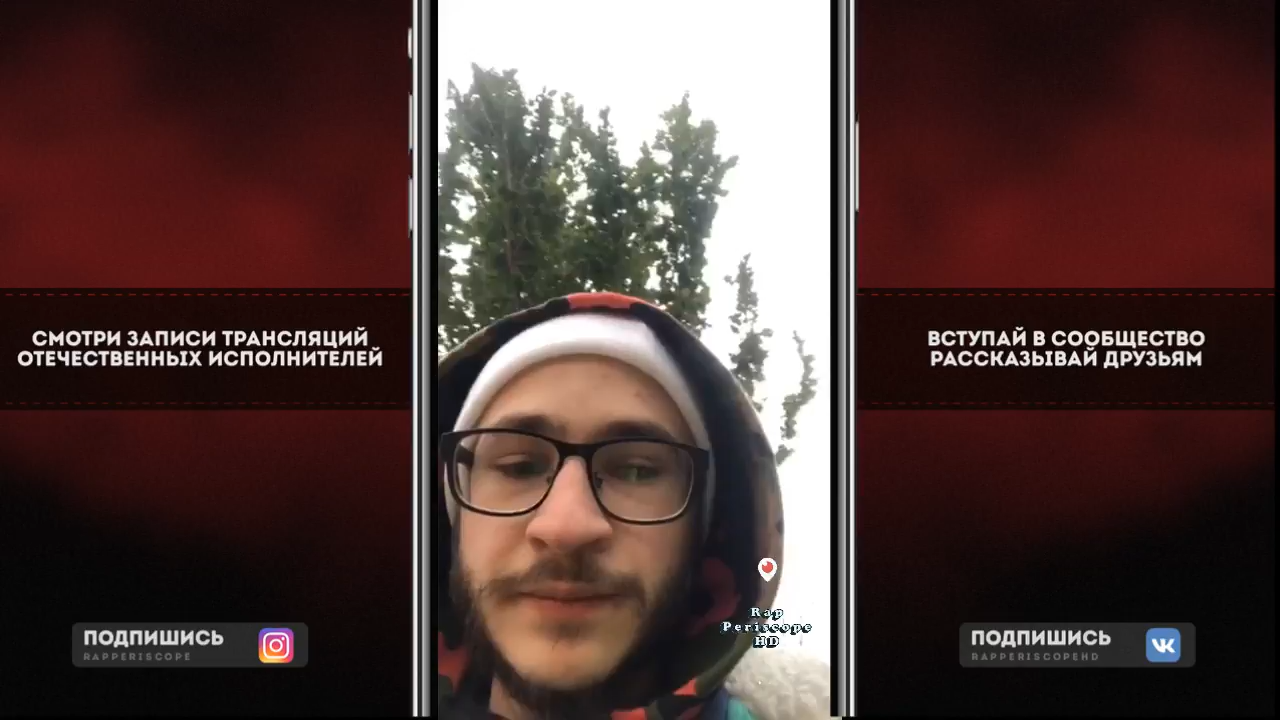 СМОТРИ ЗАПИСИ ТРАНСЛЯЦИЙ
ОТЕЧЕСТВЕННЫХ ИСПОЛНИТЕЛЕЙ
ВСТУПАЙ В СООБЩЕСТВО
РАССКАЗЫВАЙ ДРУЗЬЯМ
Rap
Periscope
HD
ПОДПИШИСЬ
RAPPERISCOPE
ПОДПИШИСЬ
RAPPERISCOPEHD